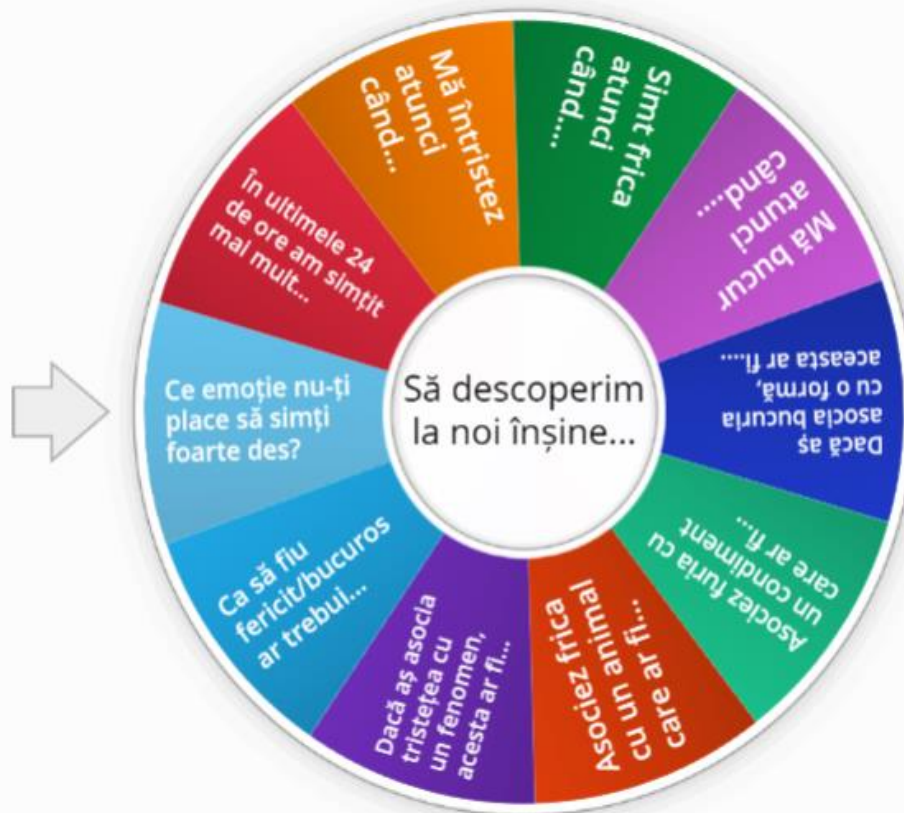 Mă întristez
atunci
când...
Simt frica
atunci
când....
Mă bucur
atunci
când....
Dacă aș
asocia bucuria
cu o formă,
aceasta ar fi....
Asociez furia cu
un condiment
care ar fi...
Asociez frica
cu un animal
care ar fi...
Dacă aș asocia
tristețea cu
un fenomen,
acesta ar fi...
Ca să fiu
fericit/bucuros
ar trebui...
Ce emoție nu-ți
place să simți
foarte des?
În ultimele 24
de ore am simțit
mal mult...
Să descoperim
la noi înșine...